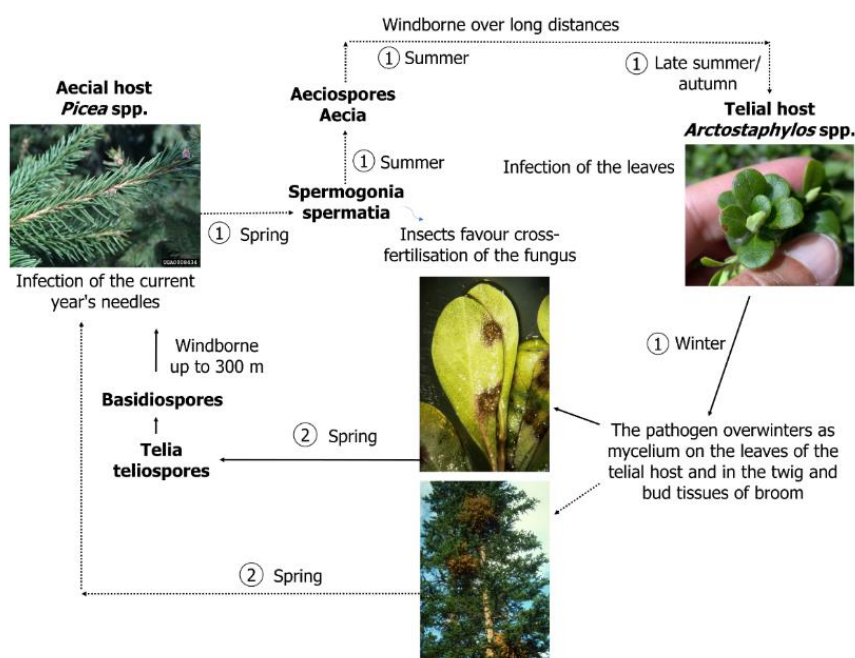 Windborne over long distances
1 Summer
1 Late summer/
autumn
Aecial host
Picea spp.
Aeciospores
Aecia
Telial host
Arctostaphylos spp.
1 Summer
Infection of the leaves
Spermogonia
spermatia
1 Spring
Insects favour cross-
fertilisation of the fungus
Infection of the current
year's needles
1 Winter
Windborne
up to 300 m
Basidiospores
2 Spring
Telia
teliospores
The pathogen overwinters as
mycelium on the leaves of the
telial host and in the twig and
bud tissues of broom
2 Spring